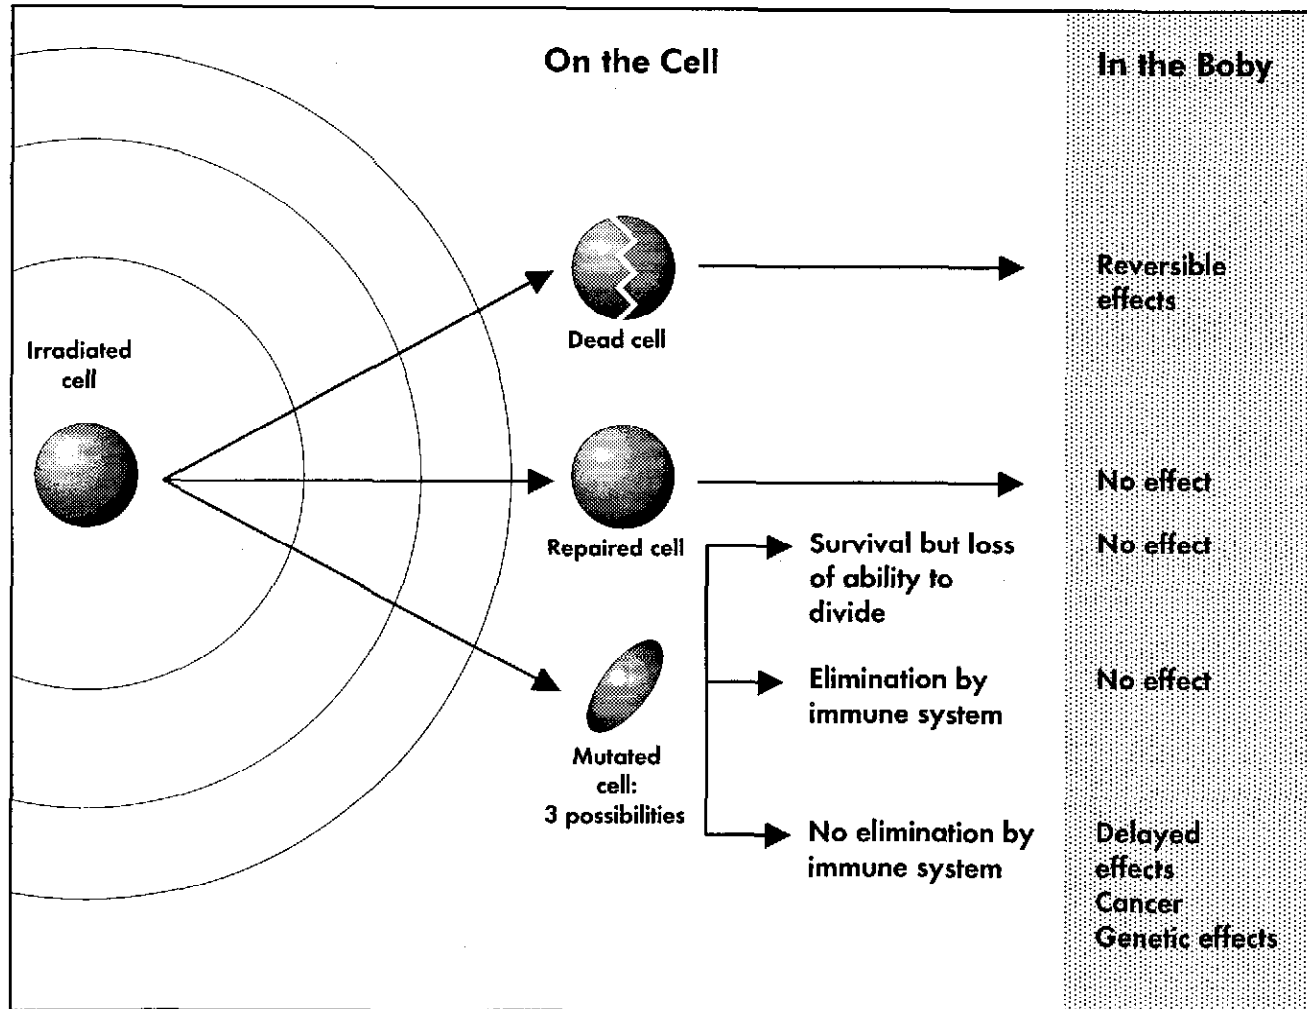 On the Cell
In the Boby
Irradiated
cell
Dead cell
Reversible
effects
Repaired cell
No effect
Survival but loss
of ability to
divide
No effect
Mutated
cell:
3 possibilities
Elimination by
immune system
No effect
No elimination by
immune system
Delayed
effects
Cancer
Genetic effects